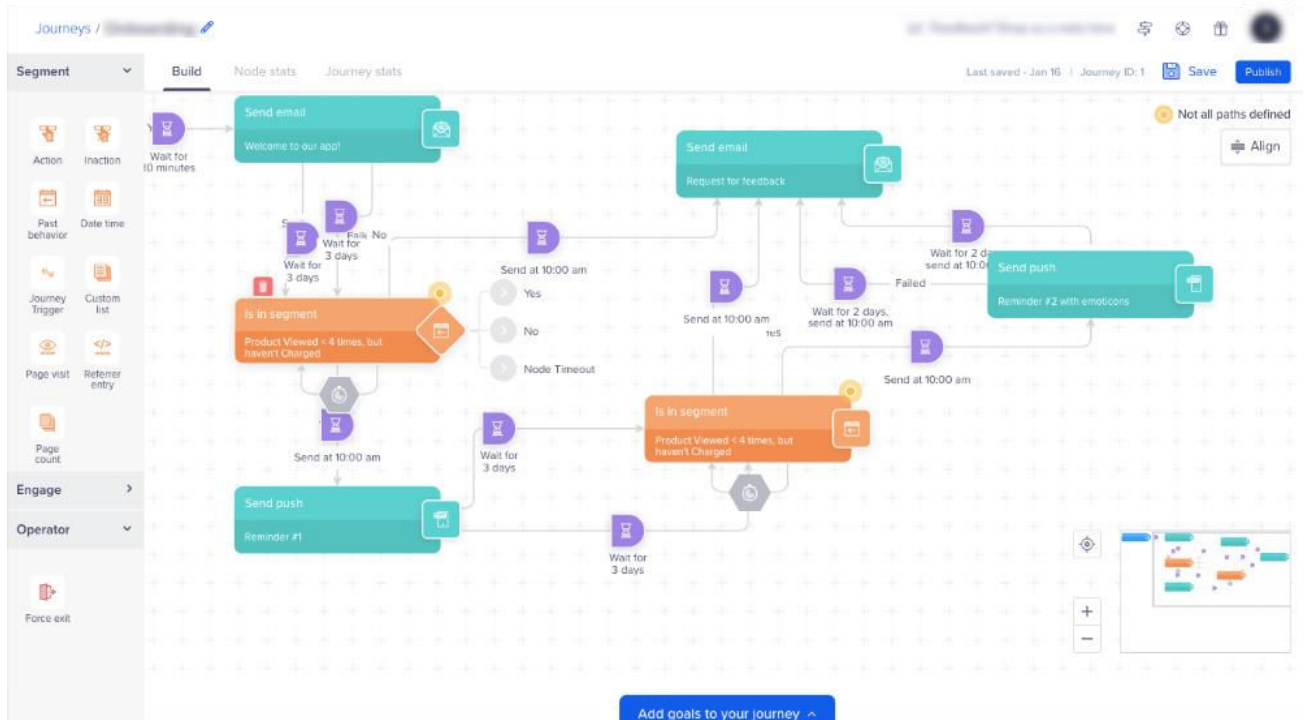 Journeys /
Segment
Build
Node stats
Journey stats
Last saved - Jan 16 | Journey ID: 1
Save
Publish
Action
Inaction
Past
behavior
Date time
Journey
Trigger
Custom
list
Page visit
Referrer
entry
Page
count
Engage
Operator
Force exit
Not all paths defined
Align
Wait for
10 minutes
Send email
Welcome to our app!
Wait for
3 days
No
Wait for
3 days
Send at 10:00 am
Yes
No
Node Timeout
Is in segment
Product Viewed < 4 times, but
haven't Charged
Send at 10:00 am
Send push
Reminder #1
Wait for
3 days
Wait for
3 days
Send email
Request for feedback
Send at 10:00 am
Wait for 2 days,
send at 10:00 am
Failed
Wait for 2
send at 10:0
Send push
Reminder #2 with emoticons
Send at 10:00 am
Is in segment
Product Viewed < 4 times, but
haven't Charged
Add goals to your journey